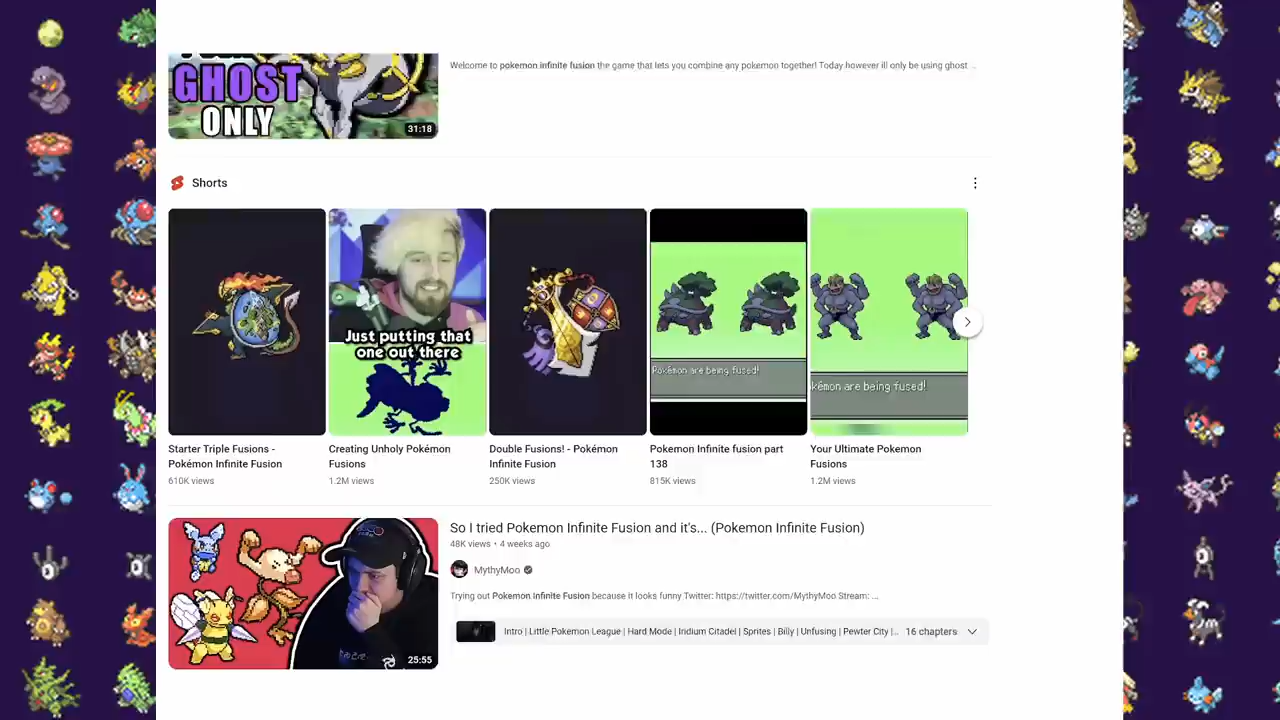 GHOST
ONLY
31:18
Welcome to pokemon infinite fusion the game that lets you combine any pokemon together! Today however ill only be using ghost ...
Shorts
Just putting that
one out there
Pokémon are being fused!
kémon are being fused!
Starter Triple Fusions -
Pokémon Infinite Fusion
610K views
Creating Unholy Pokémon
Fusions
1.2M views
Double Fusions! - Pokémon
Infinite Fusion
250K views
Pokemon Infinite fusion part
138
815K views
Your Ultimate Pokemon
Fusions
1.2M views
25:55
So I tried Pokemon Infinite Fusion and it's... (Pokemon Infinite Fusion)
48K views • 4 weeks ago
MythyMoo
Trying out Pokemon Infinite Fusion because it looks funny Twitter: https://twitter.com/MythyMoo Stream: ...
Intro | Little Pokemon League | Hard Mode | Iridium Citadel | Sprites | Billy | Unfusing | Pewter City |... 16 chapters